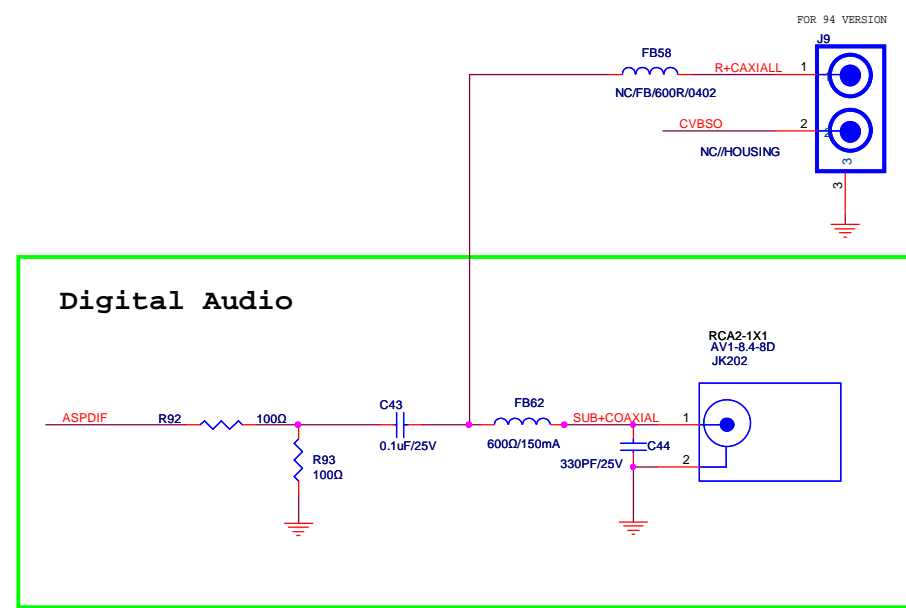 FOR 94 VERSION
J9
FB58
R+CAXIALL
1
1
NC/FB/600R/0402
CVBSO
2
2
NC//HOUSING
3
3
Digital Audio
RCA2-1X1
AV1-8.4-8D
JK202
ASPDIF
R92
100Ω
C43
0.1uF/25V
FB62
600Ω/150mA
SUB+COAXIAL
1
C44
330PF/25V
2
R93
100Ω